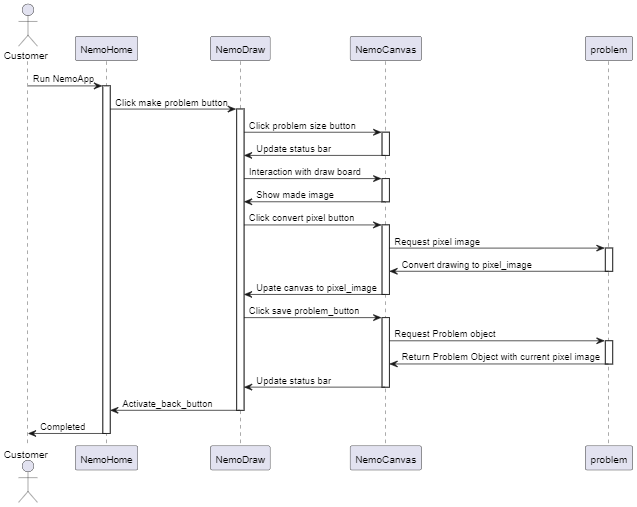 Customer
NemoHome
NemoDraw
NemoCanvas
problem
Run NemoApp
Click make problem button
Click problem size button
Update status bar
Interaction with draw board
Show made image
Click convert pixel button
Request pixel image
Convert drawing to pixel_image
Upate canvas to pixel_image
Click save problem_button
Request Problem object
Return Problem Object with current pixel image
Update status bar
Activate_back_button
Completed
Customer
NemoHome
NemoDraw
NemoCanvas
problem